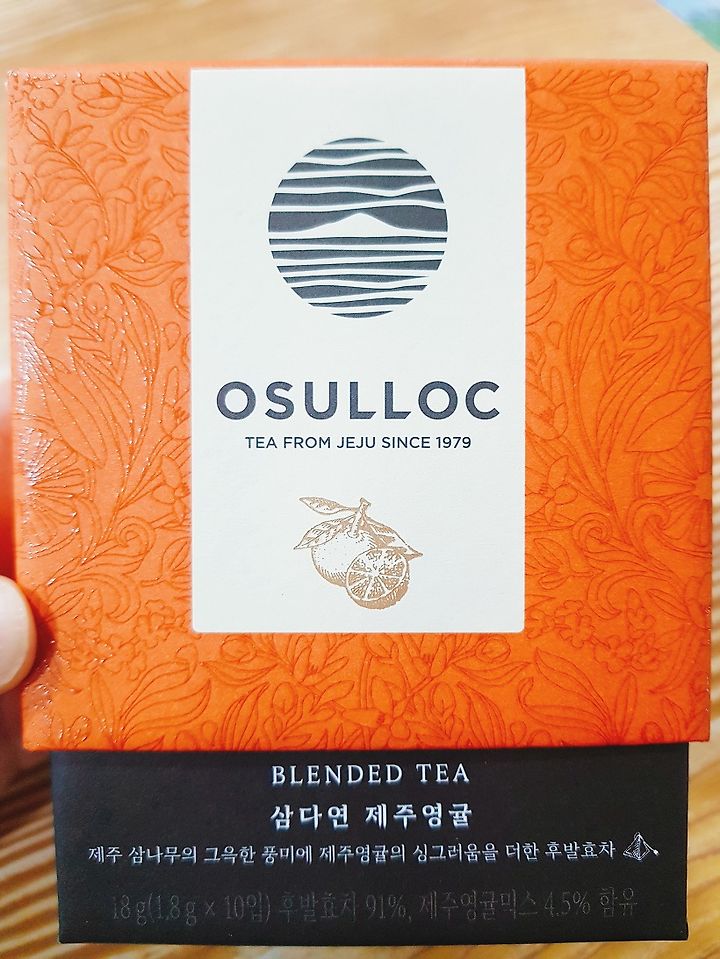 OSULLOC
TEA FROM JEJU SINCE 1979
BLENDED TEA
삼다연 제주영귤
제주 삼나무의 그윽한 풍미에 제주영귤의 싱그러움을 더한 후발효차
18 g(1.8 g × 10입) 후발효차 91%, 제주영귤믹스 4.5% 함유